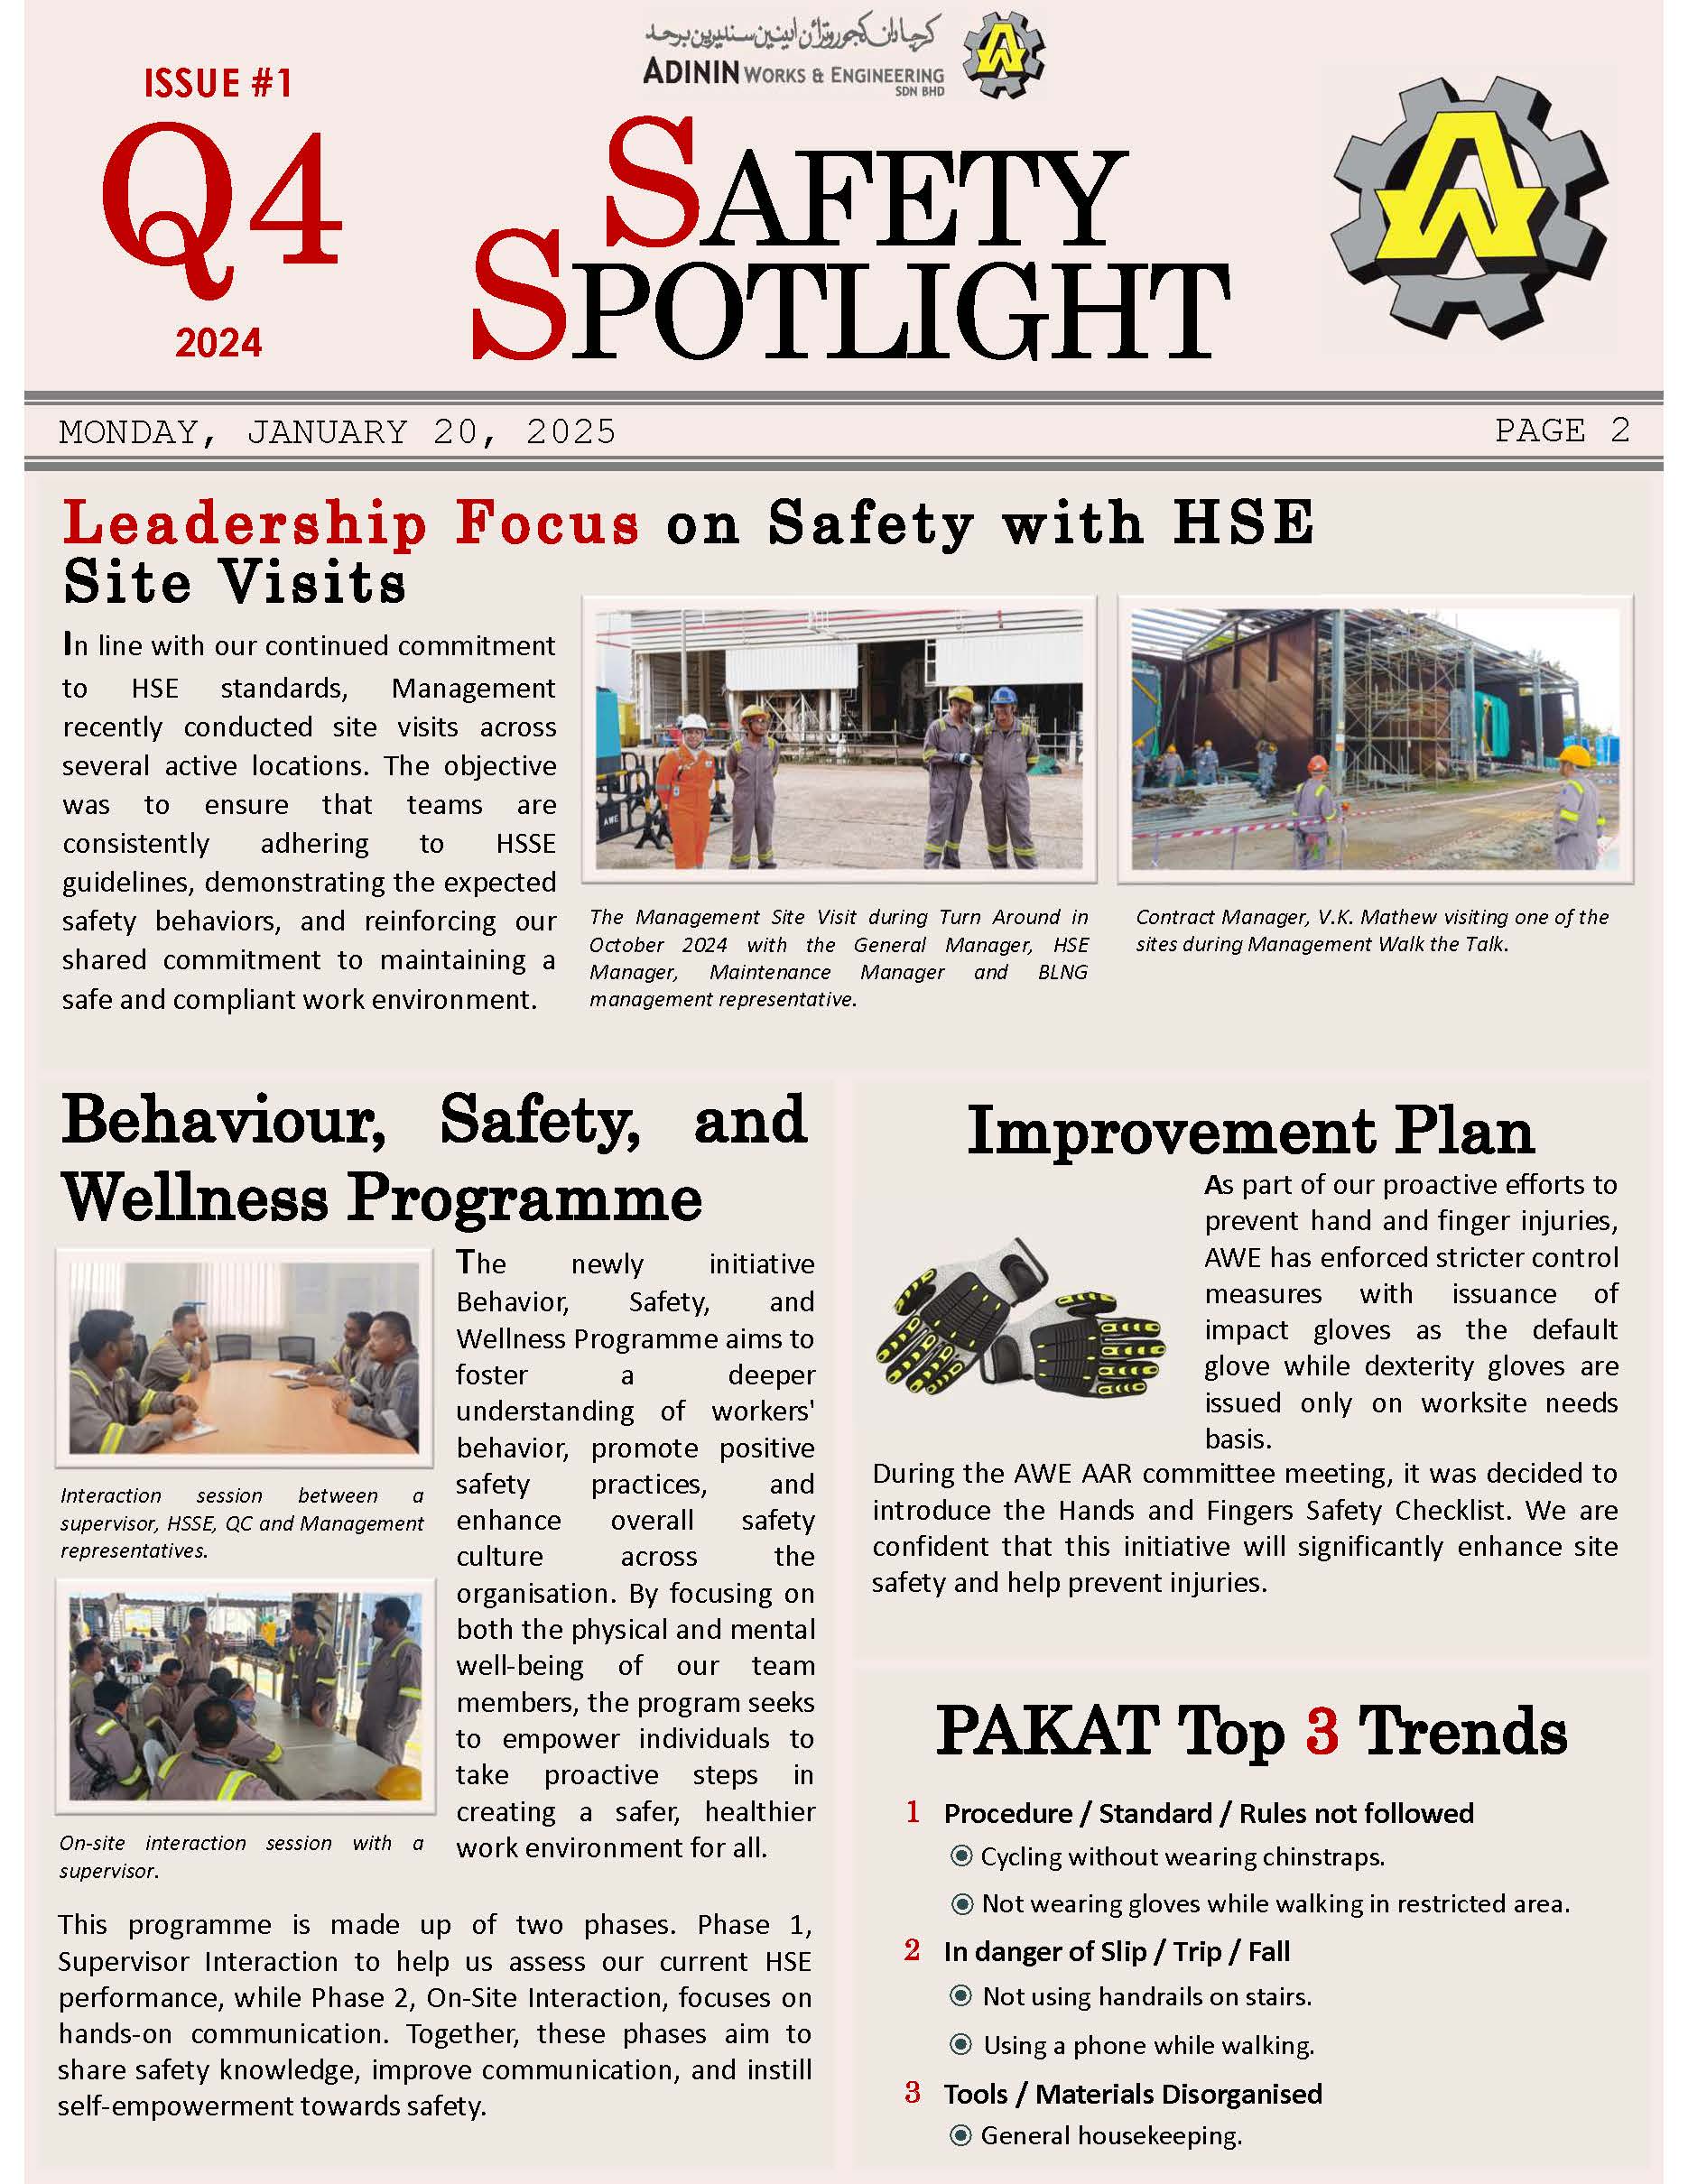 كرجادان كجوروترأن ادينين سنديرين برحد
ADININ WORKS & ENGINEERING
SDN BHD
ISSUE #1
Q4
2024
SAFETY
SPOTLIGHT
MONDAY, JANUARY 20, 2025
PAGE 2
Leadership Focus on Safety with HSE
Site Visits
In line with our continued commitment
to HSE standards, Management
recently conducted site visits across
several active locations. The objective
was to ensure that teams are
consistently adhering to HSSE
guidelines, demonstrating the expected
safety behaviors, and reinforcing our
shared commitment to maintaining a
safe and compliant work environment.
AWE
The Management Site Visit during Turn Around in
October 2024 with the General Manager, HSE
Manager, Maintenance Manager and BLNG
management representative.
Contract Manager, V.K. Mathew visiting one of the
sites during Management Walk the Talk.
Behaviour, Safety, and
Wellness Programme
Interaction session between a
supervisor, HSSE, QC and Management
representatives.
On-site interaction session with a
supervisor.
The newly initiative
Behavior, Safety, and
Wellness Programme aims to
foster a deeper
understanding of workers'
behavior, promote positive
safety practices, and
enhance overall safety
culture across the
organisation. By focusing on
both the physical and mental
well-being of our team
members, the program seeks
to empower individuals to
take proactive steps in
creating a safer, healthier
work environment for all.
This programme is made up of two phases. Phase 1,
Supervisor Interaction to help us assess our current HSE
performance, while Phase 2, On-Site Interaction, focuses on
hands-on communication. Together, these phases aim to
share safety knowledge, improve communication, and instill
self-empowerment towards safety.
Improvement Plan
As part of our proactive efforts to
prevent hand and finger injuries,
AWE has enforced stricter control
measures with issuance of
impact gloves as the default
glove while dexterity gloves are
issued only on worksite needs
basis.
During the AWE AAR committee meeting, it was decided to
introduce the Hands and Fingers Safety Checklist. We are
confident that this initiative will significantly enhance site
safety and help prevent injuries.
PAKAT Top 3 Trends
1 Procedure / Standard / Rules not followed
Cycling without wearing chinstraps.
Not wearing gloves while walking in restricted area.
2 In danger of Slip / Trip / Fall
Not using handrails on stairs.
Using a phone while walking.
3 Tools / Materials Disorganised
General housekeeping.